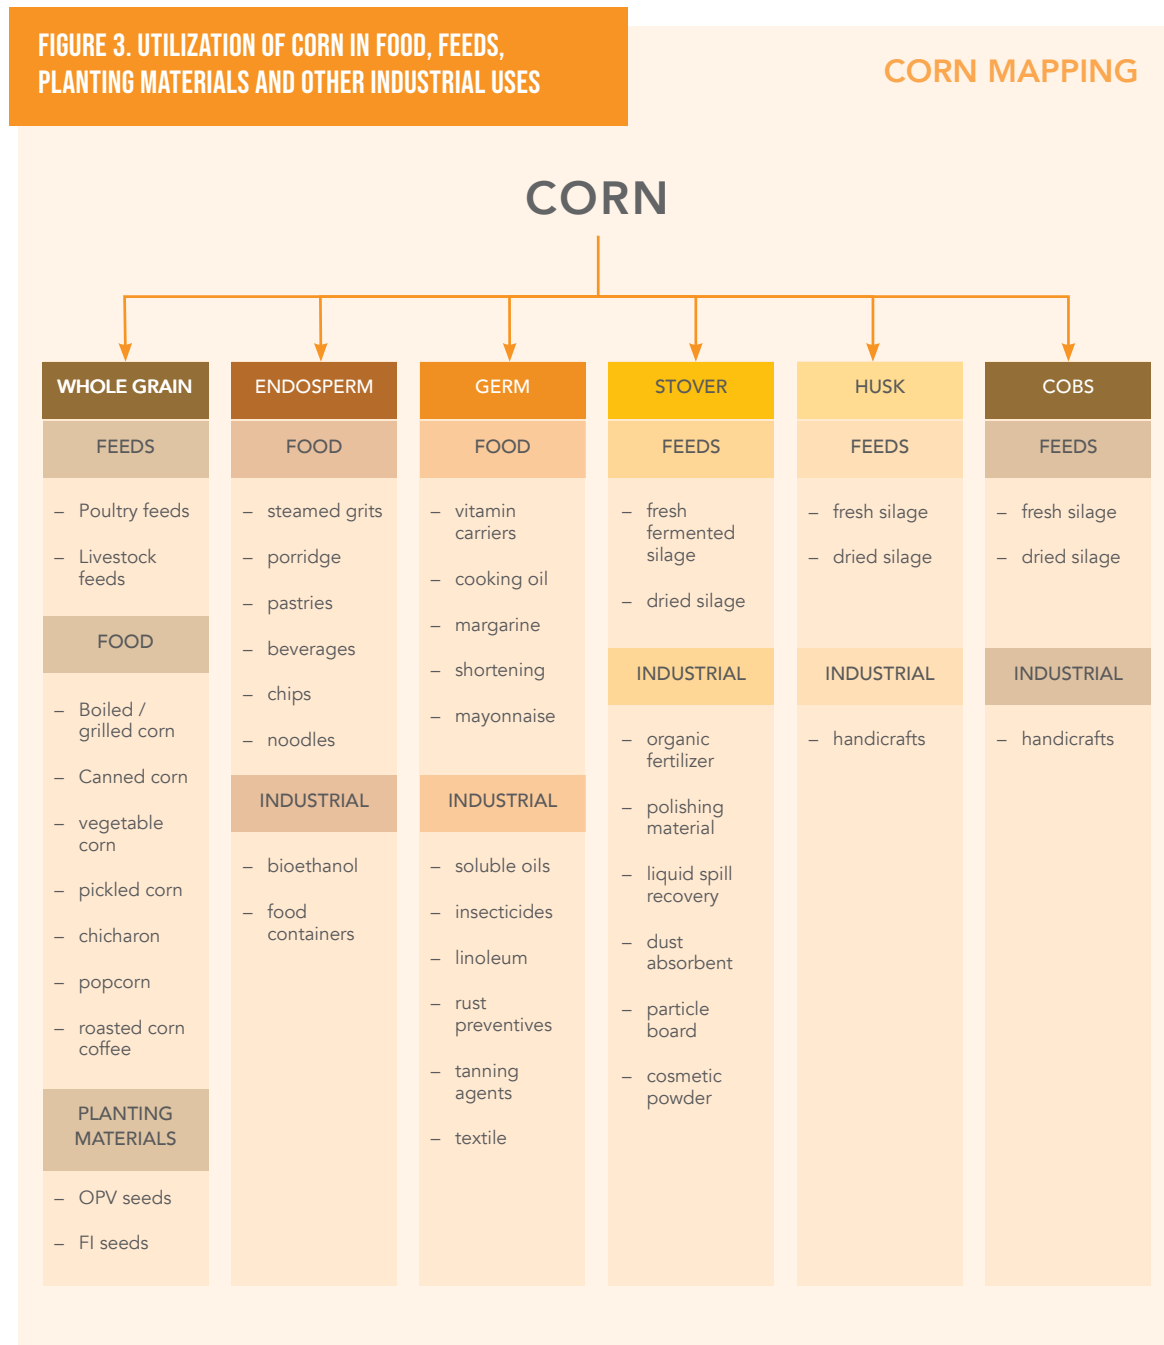 FIGURE 3. UTILIZATION OF CORN IN FOOD, FEEDS,
PLANTING MATERIALS AND OTHER INDUSTRIAL USES
CORN MAPPING
CORN
WHOLE GRAIN
FEEDS
– Poultry feeds
– Livestock
feeds
FOOD
– Boiled /
grilled corn
– Canned corn
– vegetable
corn
– pickled corn
– chicharon
– popcorn
– roasted corn
coffee
PLANTING
MATERIALS
– OPV seeds
– FI seeds
ENDOSPERM
FOOD
– steamed grits
– porridge
– pastries
– beverages
– chips
– noodles
INDUSTRIAL
– bioethanol
– food
containers
GERM
FOOD
– vitamin
carriers
– cooking oil
– margarine
– shortening
– mayonnaise
INDUSTRIAL
– soluble oils
– insecticides
– linoleum
– rust
preventives
– tanning
agents
– textile
STOVER
FEEDS
– fresh
fermented
silage
– dried silage
INDUSTRIAL
– organic
fertilizer
– polishing
material
– liquid spill
recovery
– dust
absorbent
– particle
board
– cosmetic
powder
HUSK
FEEDS
– fresh silage
– dried silage
INDUSTRIAL
– handicrafts
COBS
FEEDS
– fresh silage
– dried silage
INDUSTRIAL
– handicrafts